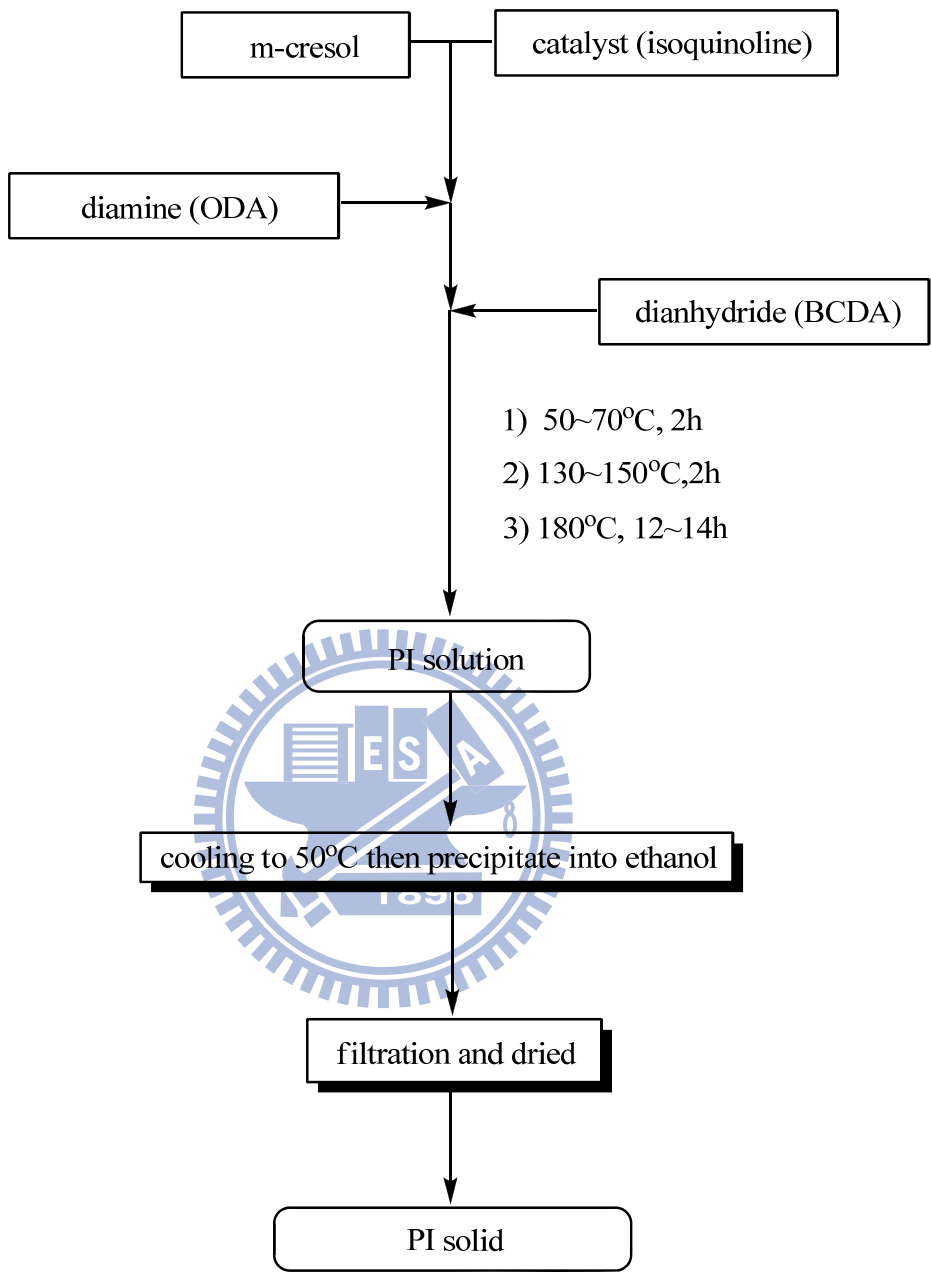 m-cresol
catalyst (isoquinoline)
diamine (ODA)
dianhydride (BCDA)
1) 50~70°C, 2h
2) 130~150°C,2h
3) 180°C, 12~14h
PI solution
E S A
cooling to 50°C then precipitate into ethanol
1896
filtration and dried
PI solid